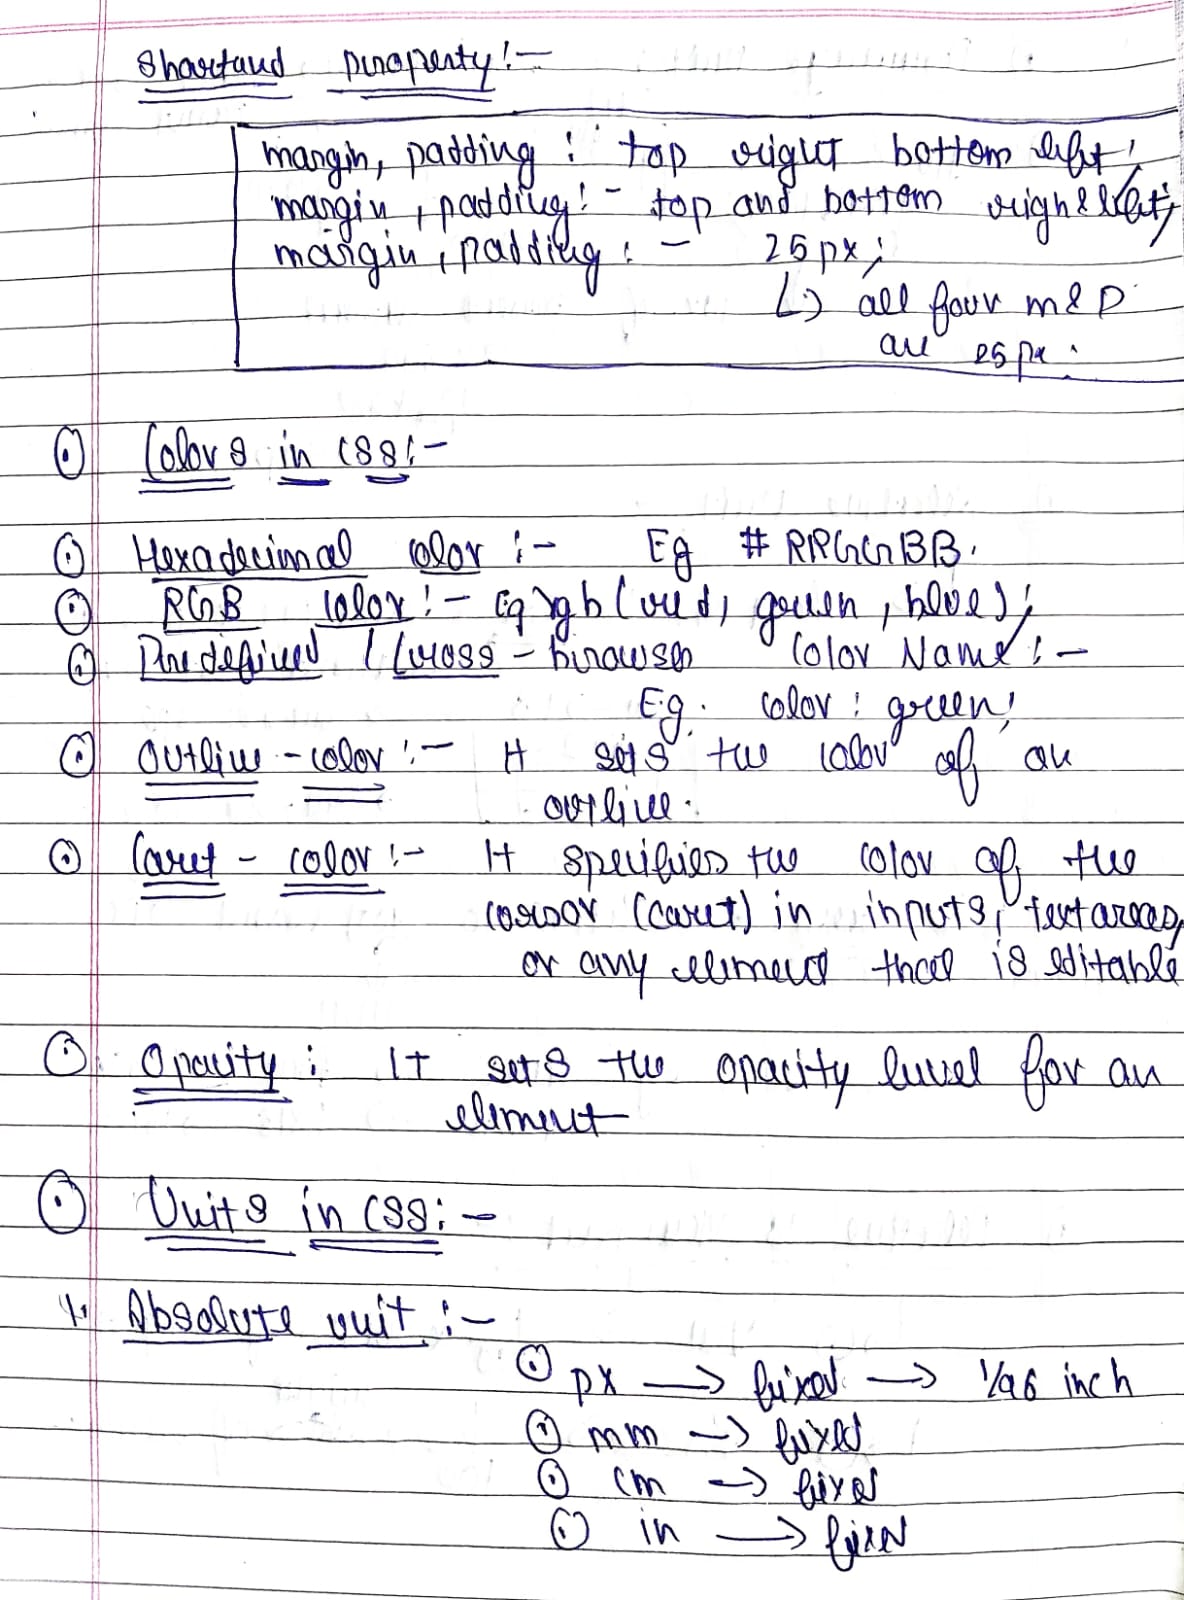 Shorthand property :-
margin, padding : top right bottom left ;
margin, padding :- top and bottom right & left ;
margin, padding : - 25px ;
↳ all four m & p
are 25 px .
⊙ Colors in CSS :-
⊙ Hexadecimal color :- Eg # RRGGBB.
⊙ RGB color :- Eg rgb (red, green, blue) ;
⊙ Predefined / Cross-browser Color Name :-
Eg. color : green ;
⊙ outline-color :- It sets the color of an
outline.
⊙ Caret-color :- It specifies the color of the
cursor (caret) in inputs, textareas,
or any element that is editable
⊙ Opacity : It sets the opacity level for an
element
⊙ Units in CSS :-
1. Absolute unit :-
⊙ px → fixed → 1/96 inch
⊙ mm → fixed
⊙ cm → fixed
⊙ in → fixed